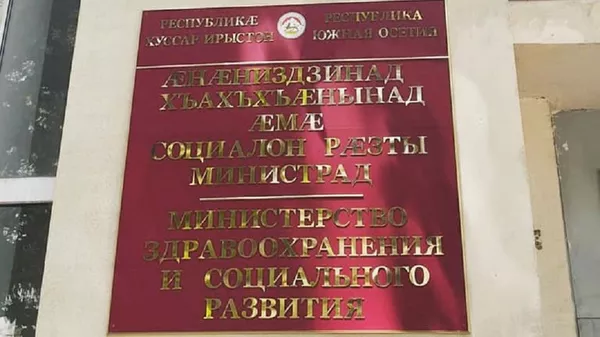 РЕСПУБЛИКÆ
ХУССАР ИРЫСТОН
РЕСПУБЛИКА
ЮЖНАЯ ОСЕТИЯ
ÆНÆНИЗДЗИНАД
ХЪАХЪХЪÆНЫНАД
ÆМÆ
СОЦИАЛОН РÆЗТЫ
МИНИСТРАД
МИНИСТЕРСТВО
ЗДРАВООХРАНЕНИЯ
И СОЦИАЛЬНОГО
РАЗВИТИЯ